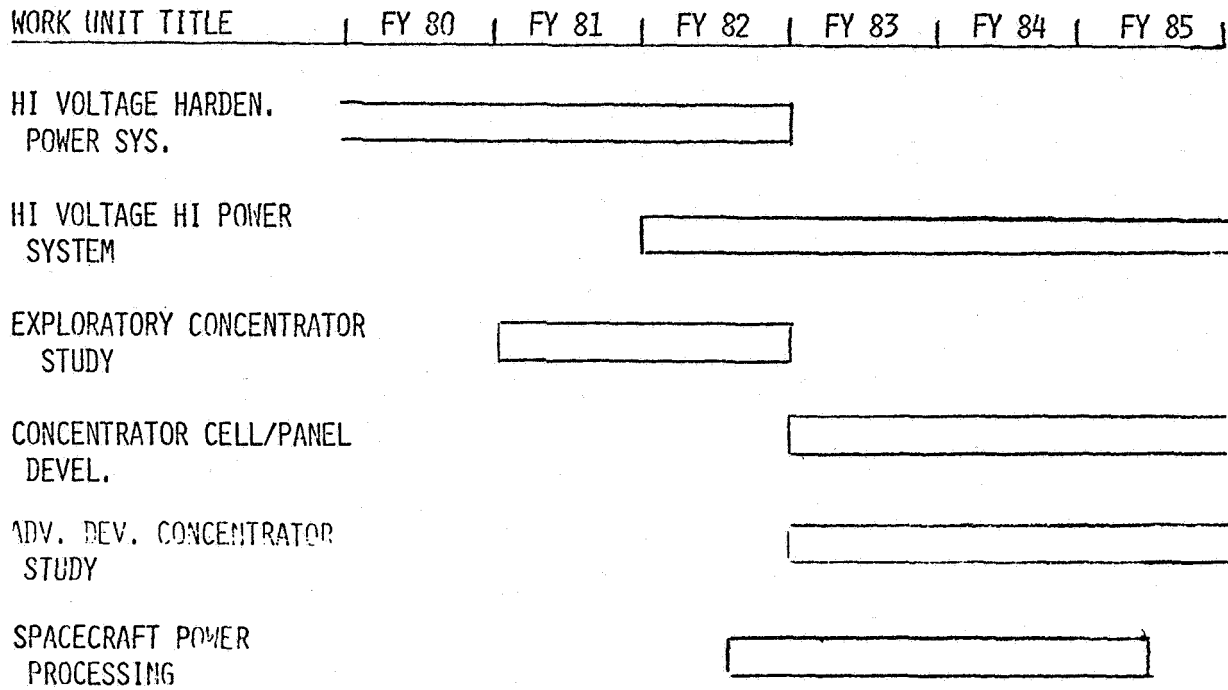 WORK UNIT TITLE | FY 80 | FY 81 | FY 82 | FY 83 | FY 84 | FY 85
HI VOLTAGE HARDEN.
POWER SYS.
HI VOLTAGE HI POWER
SYSTEM
EXPLORATORY CONCENTRATOR
STUDY
CONCENTRATOR CELL/PANEL
DEVEL.
ADV. DEV. CONCENTRATOR
STUDY
SPACECRAFT POWER
PROCESSING